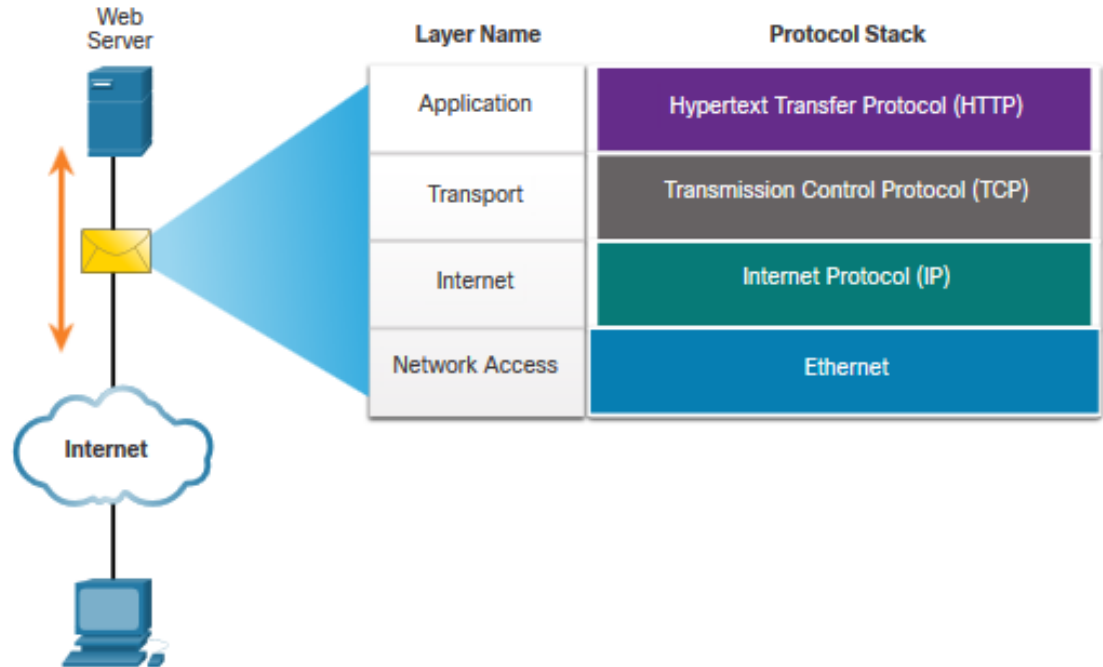 Web
Server
Layer Name
Protocol Stack
Application
Hypertext Transfer Protocol (HTTP)
Transport
Transmission Control Protocol (TCP)
Internet
Internet Protocol (IP)
Network Access
Ethernet
Internet